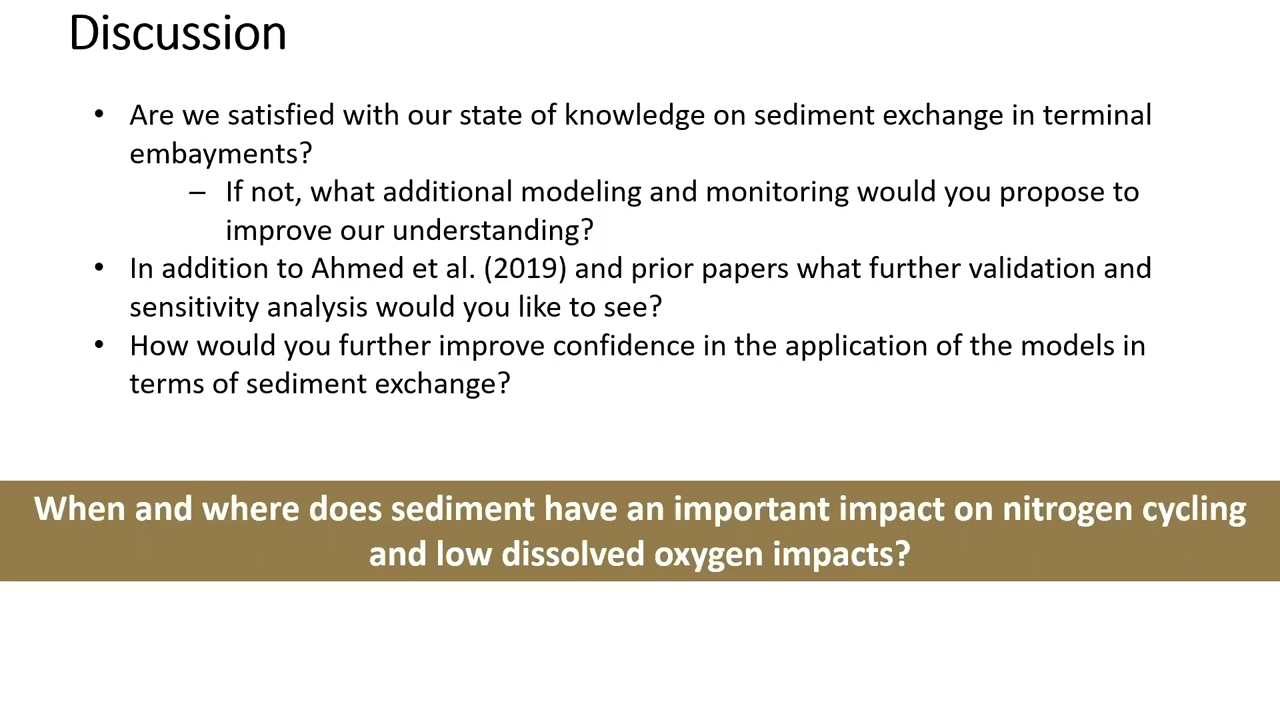 Discussion
• Are we satisfied with our state of knowledge on sediment exchange in terminal
embayments?
– If not, what additional modeling and monitoring would you propose to
improve our understanding?
• In addition to Ahmed et al. (2019) and prior papers what further validation and
sensitivity analysis would you like to see?
• How would you further improve confidence in the application of the models in
terms of sediment exchange?
When and where does sediment have an important impact on nitrogen cycling
and low dissolved oxygen impacts?